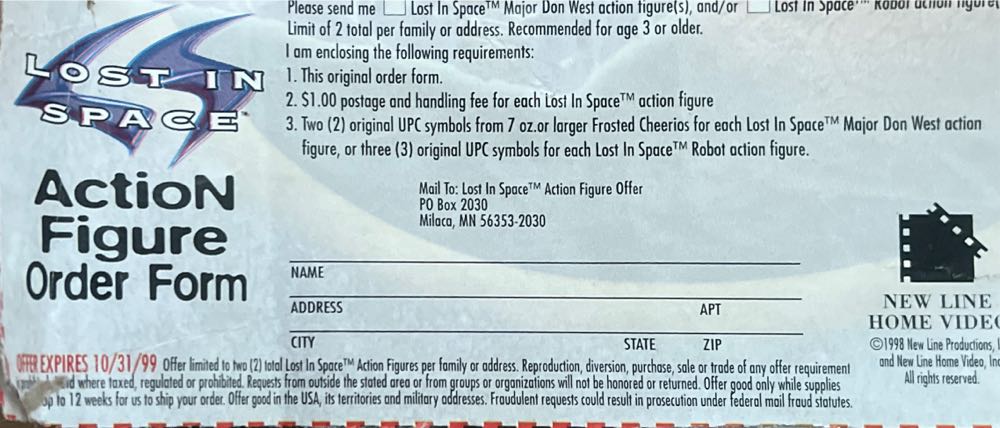 Please send me Lost In Space™ Major Don West action figure(s), and/or Lost In Space™ Robot action figure
Limit of 2 total per family or address. Recommended for age 3 or older.
I am enclosing the following requirements:
1. This original order form.
2. $1.00 postage and handling fee for each Lost In Space™ action figure
3. Two (2) original UPC symbols from 7 oz.or larger Frosted Cheerios for each Lost In Space™ Major Don West action
figure, or three (3) original UPC symbols for each Lost In Space™ Robot action figure.
LOST IN
SPACE
ActioN
Figure
Order Form
Mail To: Lost In Space™ Action Figure Offer
PO Box 2030
Milaca, MN 56353-2030
NAME
ADDRESS APT
CITY STATE ZIP
NEW LINE
HOME VIDEO
©1998 New Line Productions,
and New Line Home Video, Inc
All rights reserved.
OFFER EXPIRES 10/31/99 Offer limited to two (2) total Lost In Space™ Action Figures per family or address. Reproduction, diversion, purchase, sale or trade of any offer requirement
where taxed, regulated or prohibited. Requests from outside the stated area or from groups or organizations will not be honored or returned. Offer good only while supplies
to 12 weeks for us to ship your order. Offer good in the USA, its territories and military addresses. Fraudulent requests could result in prosecution under federal mail fraud statutes.